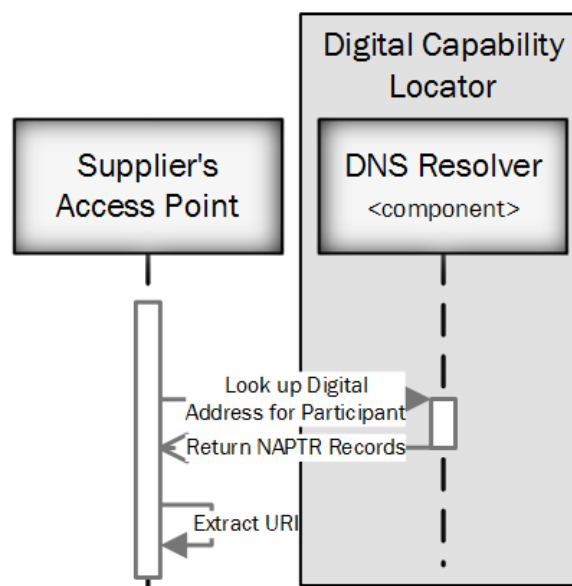 Digital Capability
Locator
Supplier's
Access Point
DNS Resolver
<component>
Look up Digital
Address for Participant
Return NAPTR Records
Extract URI